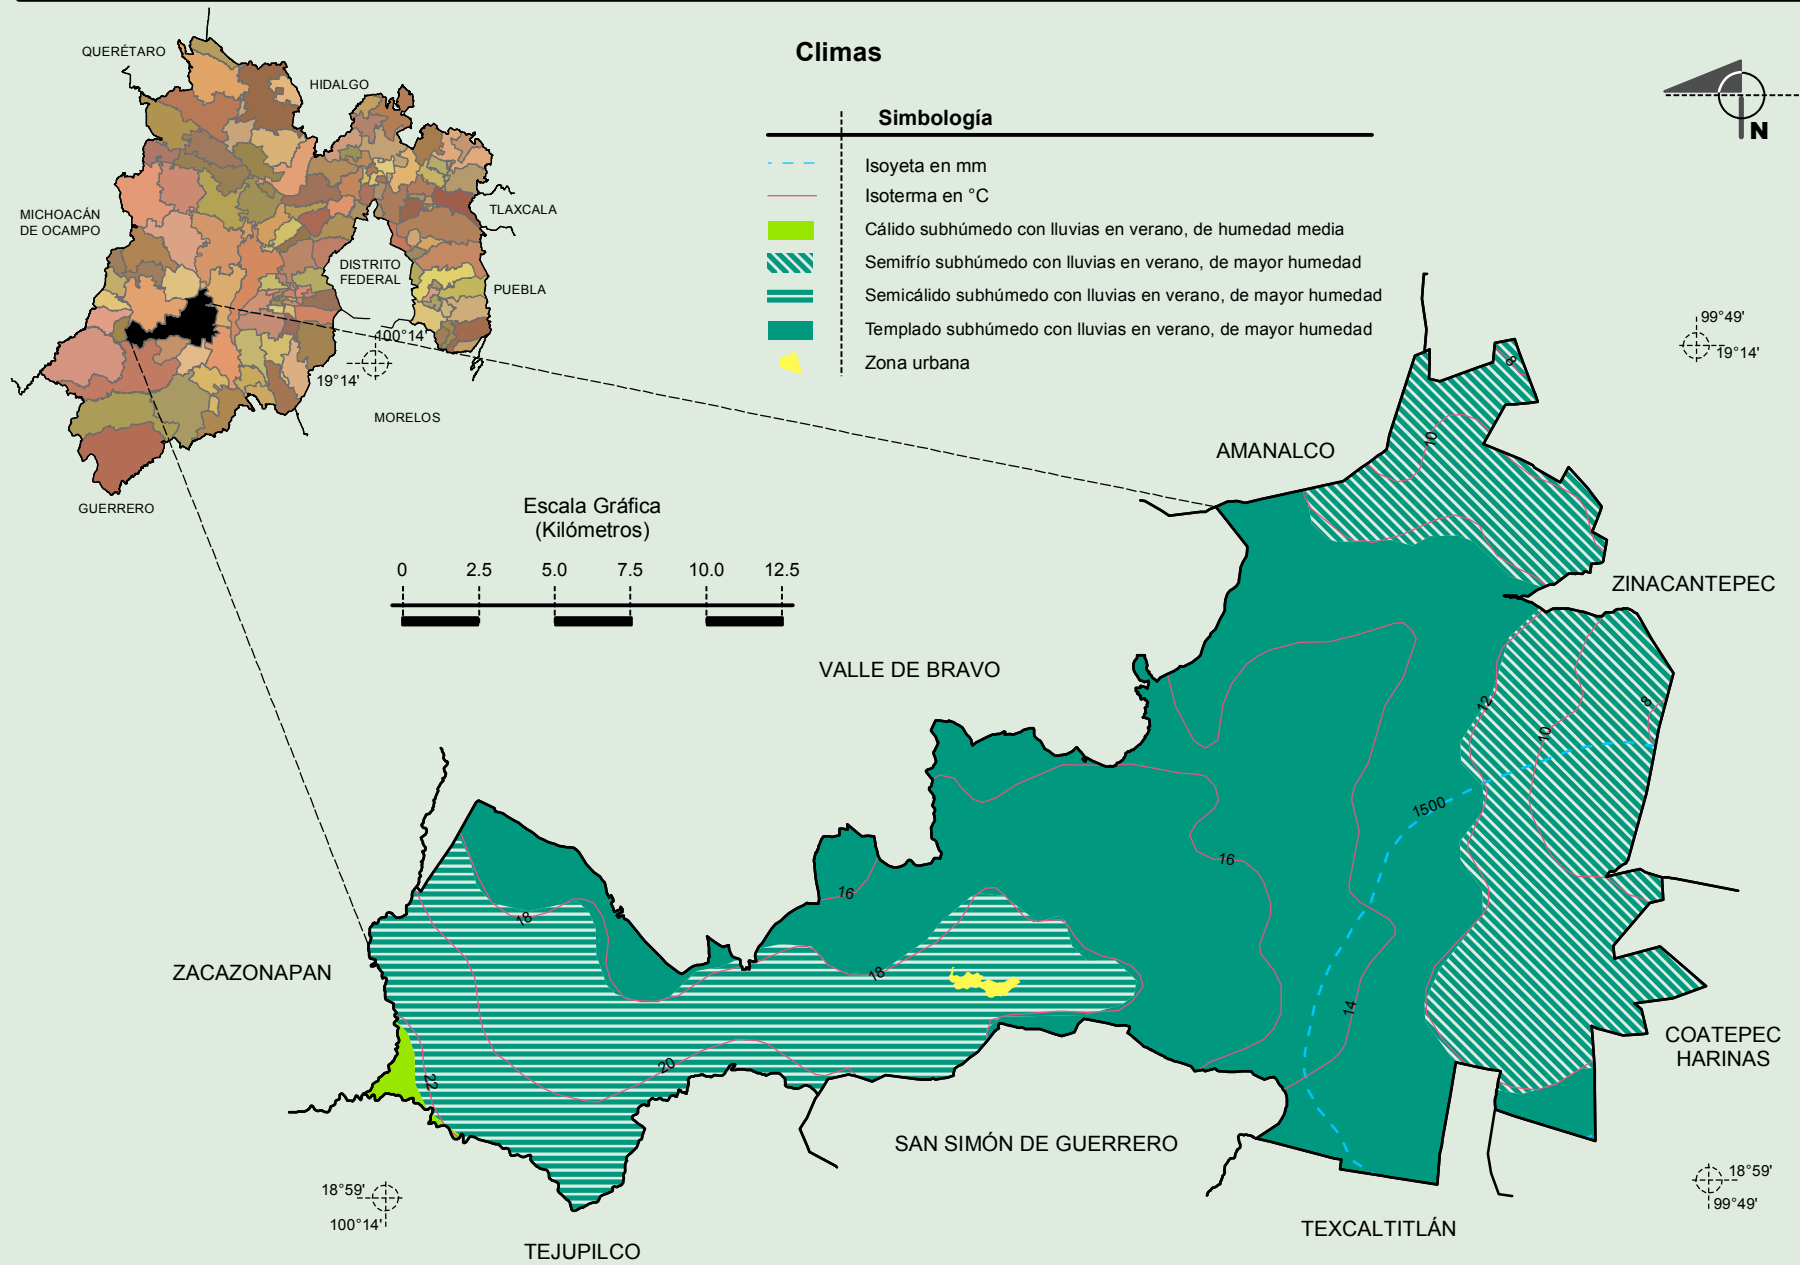 QUERÉTARO
HIDALGO
MICHOACÁN
DE OCAMPO
TLAXCALA
DISTRITO
FEDERAL
PUEBLA
100°14'
19°14'
MORELOS
GUERRERO
Climas
Simbología
Isoyeta en mm
Isoterma en °C
Cálido subhúmedo con lluvias en verano, de humedad media
Semifrío subhúmedo con lluvias en verano, de mayor humedad
Semicálido subhúmedo con lluvias en verano, de mayor humedad
Templado subhúmedo con lluvias en verano, de mayor humedad
Zona urbana
N
99°49'
19°14'
Escala Gráfica
(Kilómetros)
0 2.5 5.0 7.5 10.0 12.5
8
10
AMANALCO
ZINACANTEPEC
VALLE DE BRAVO
12
8
10
1500
16
16
18
18
ZACAZONAPAN
14
COATEPEC
HARINAS
20
22
SAN SIMÓN DE GUERRERO
18°59'
100°14'
18°59'
99°49'
TEXCALTITLÁN
TEJUPILCO